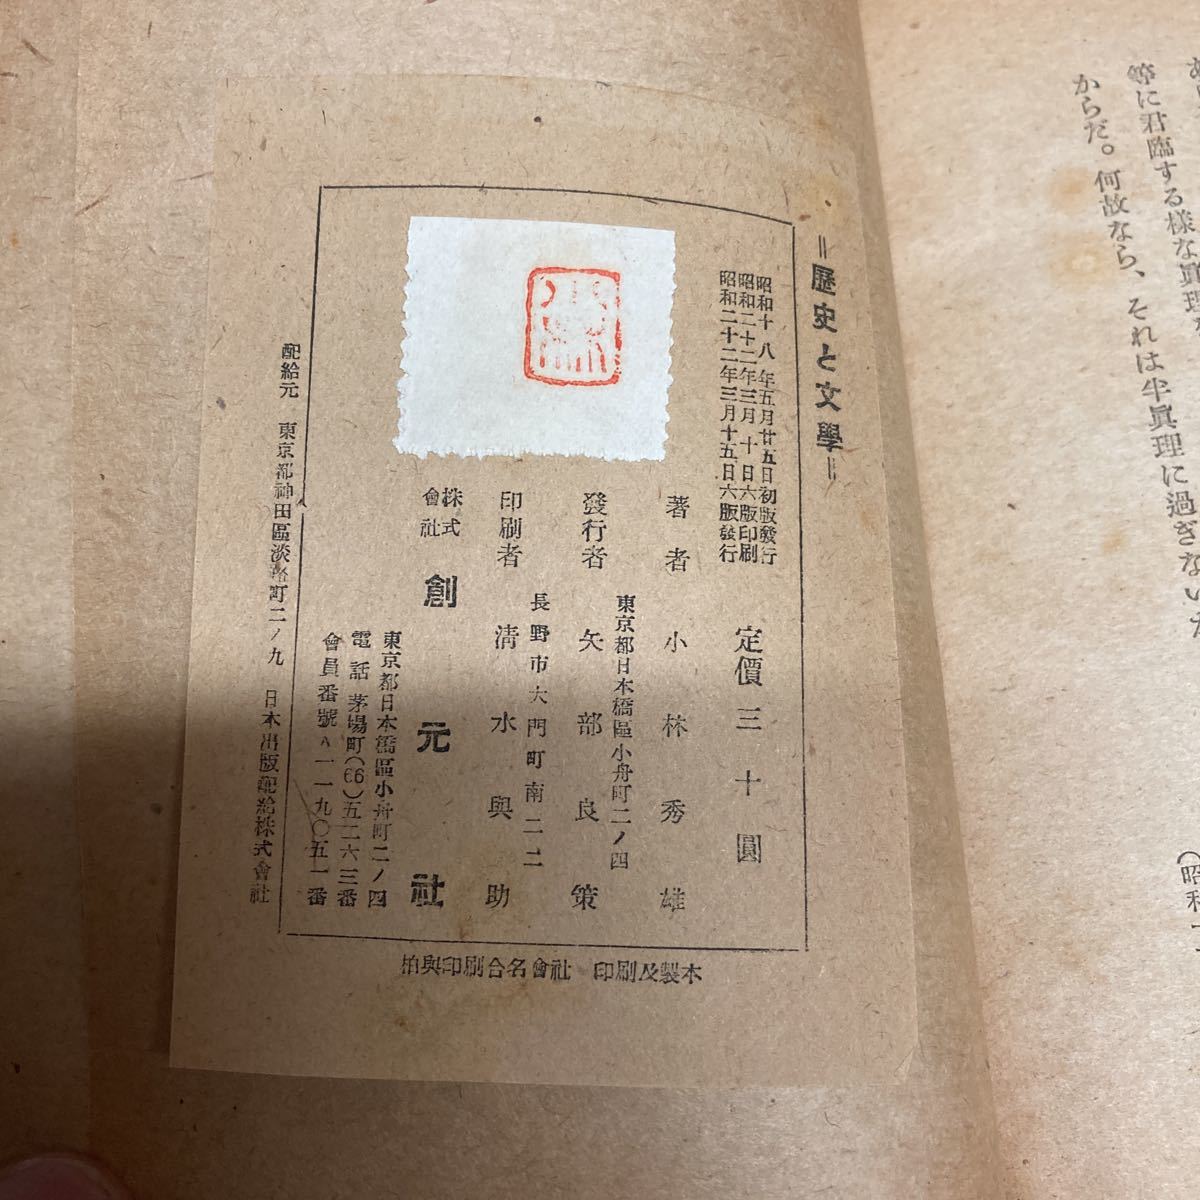 等に君臨する様な眞理
からだ。何故なら、それは半眞理に過ぎない
(昭和十
＝歷史と文學＝
昭和十八年五月廿五日初版發行
昭和二十二年三月十日六版印刷
昭和二十二年三月十五日六版發行
定價三十圓
著者 小林秀雄
東京都日本橋區小舟町二ノ四
發行者 矢部良策
長野市大門町南二二
印刷者 清水與助
株式會社 創元社
東京都日本橋區小舟町二ノ四
電話 茅場町(66)五二六三番
會員番號A一一九〇五一番
配給元 東京都神田區淡路町二ノ九 日本出版配給株式會社
柏與印刷合名會社 印刷及製本